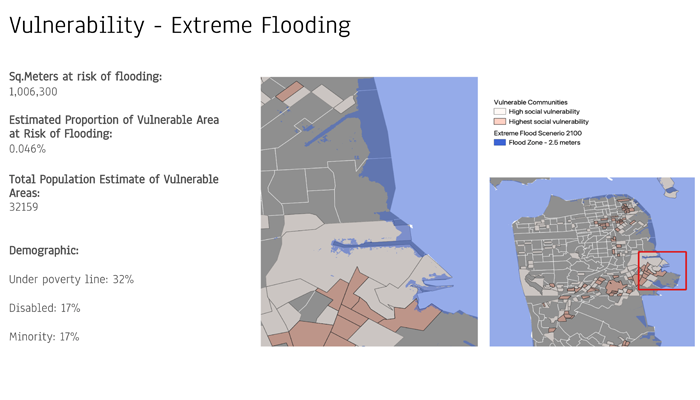 Vulnerability - Extreme Flooding
Sq.Meters at risk of flooding:
1,006,300
Estimated Proportion of Vulnerable Area
at Risk of Flooding:
0.046%
Total Population Estimate of Vulnerable
Areas:
32159
Demographic:
Under poverty line: 32%
Disabled: 17%
Minority: 17%
Vulnerable Communities
High social vulnerability
Highest social vulnerability
Extreme Flood Scenerio 2100
Flood Zone - 2.5 meters